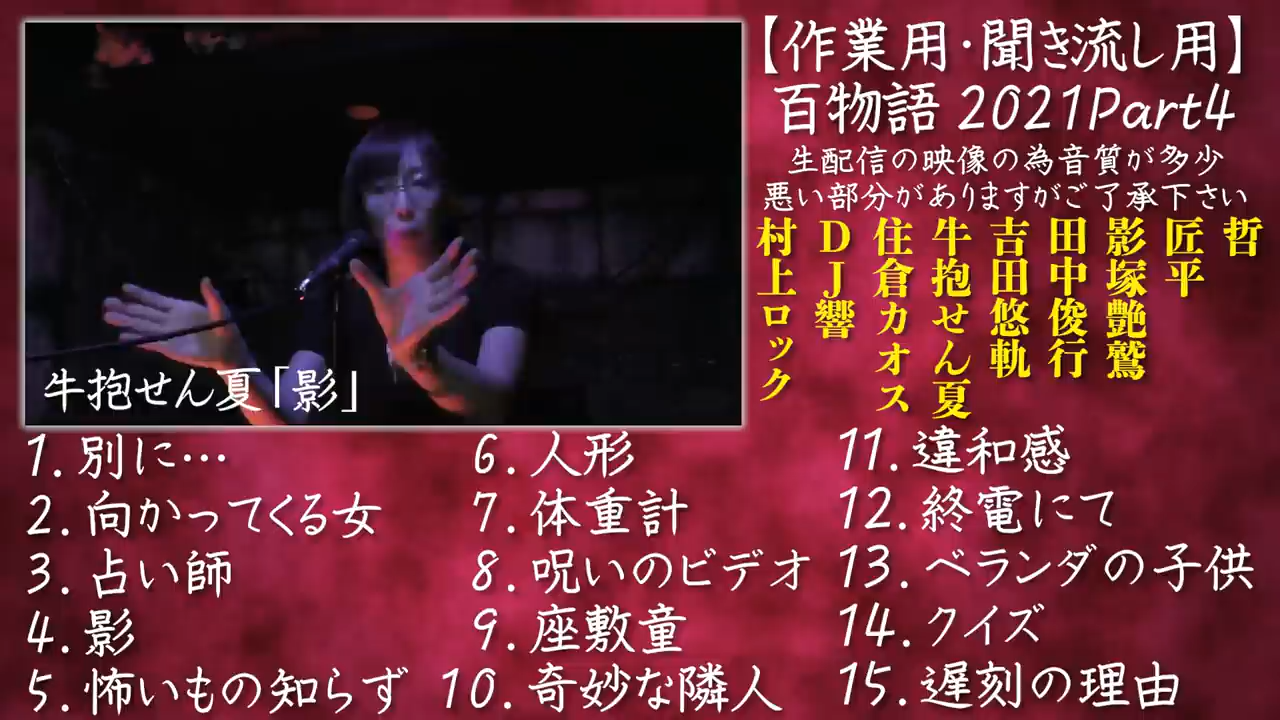 【作業用・聞き流し用】
百物語 2021Part4
生配信の映像の為音質が多少
悪い部分がありますがご了承下さい
哲
匠平
影塚艶鷲
田中俊行
吉田悠軌
牛抱せん夏
住倉カオス
DJ響
村上ロック
牛抱せん夏「影」
1. 別に…
2. 向かってくる女
3. 占い師
4. 影
5. 怖いもの知らず
6. 人形
7. 体重計
8. 呪いのビデオ
9. 座敷童
10. 奇妙な隣人
11. 違和感
12. 終電にて
13. ベランダの子供
14. クイズ
15. 遅刻の理由